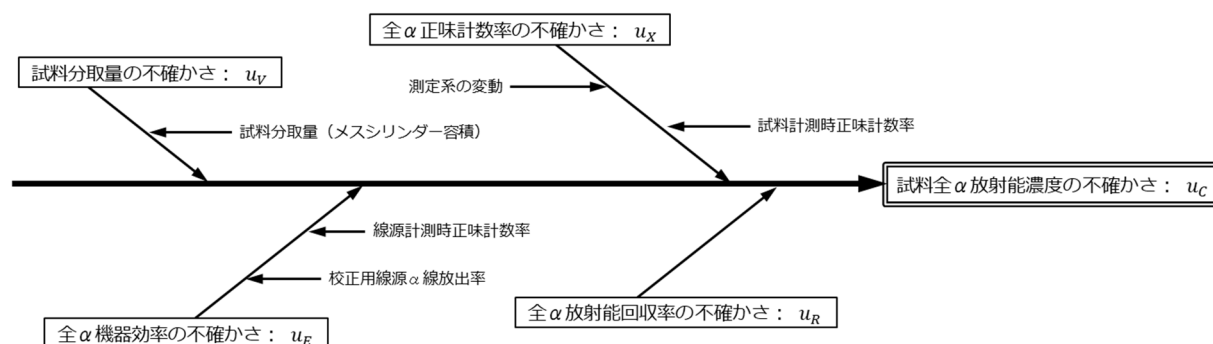 全α正味計数率の不確かさ： u_X
試料分取量の不確かさ： u_V
測定系の変動
試料計測時正味計数率
試料分取量（メスシリンダー容積）
試料全α放射能濃度の不確かさ： u_C
線源計測時正味計数率
校正用線源α線放出率
全α放射能回収率の不確かさ： u_R
全α機器効率の不確かさ： u_E